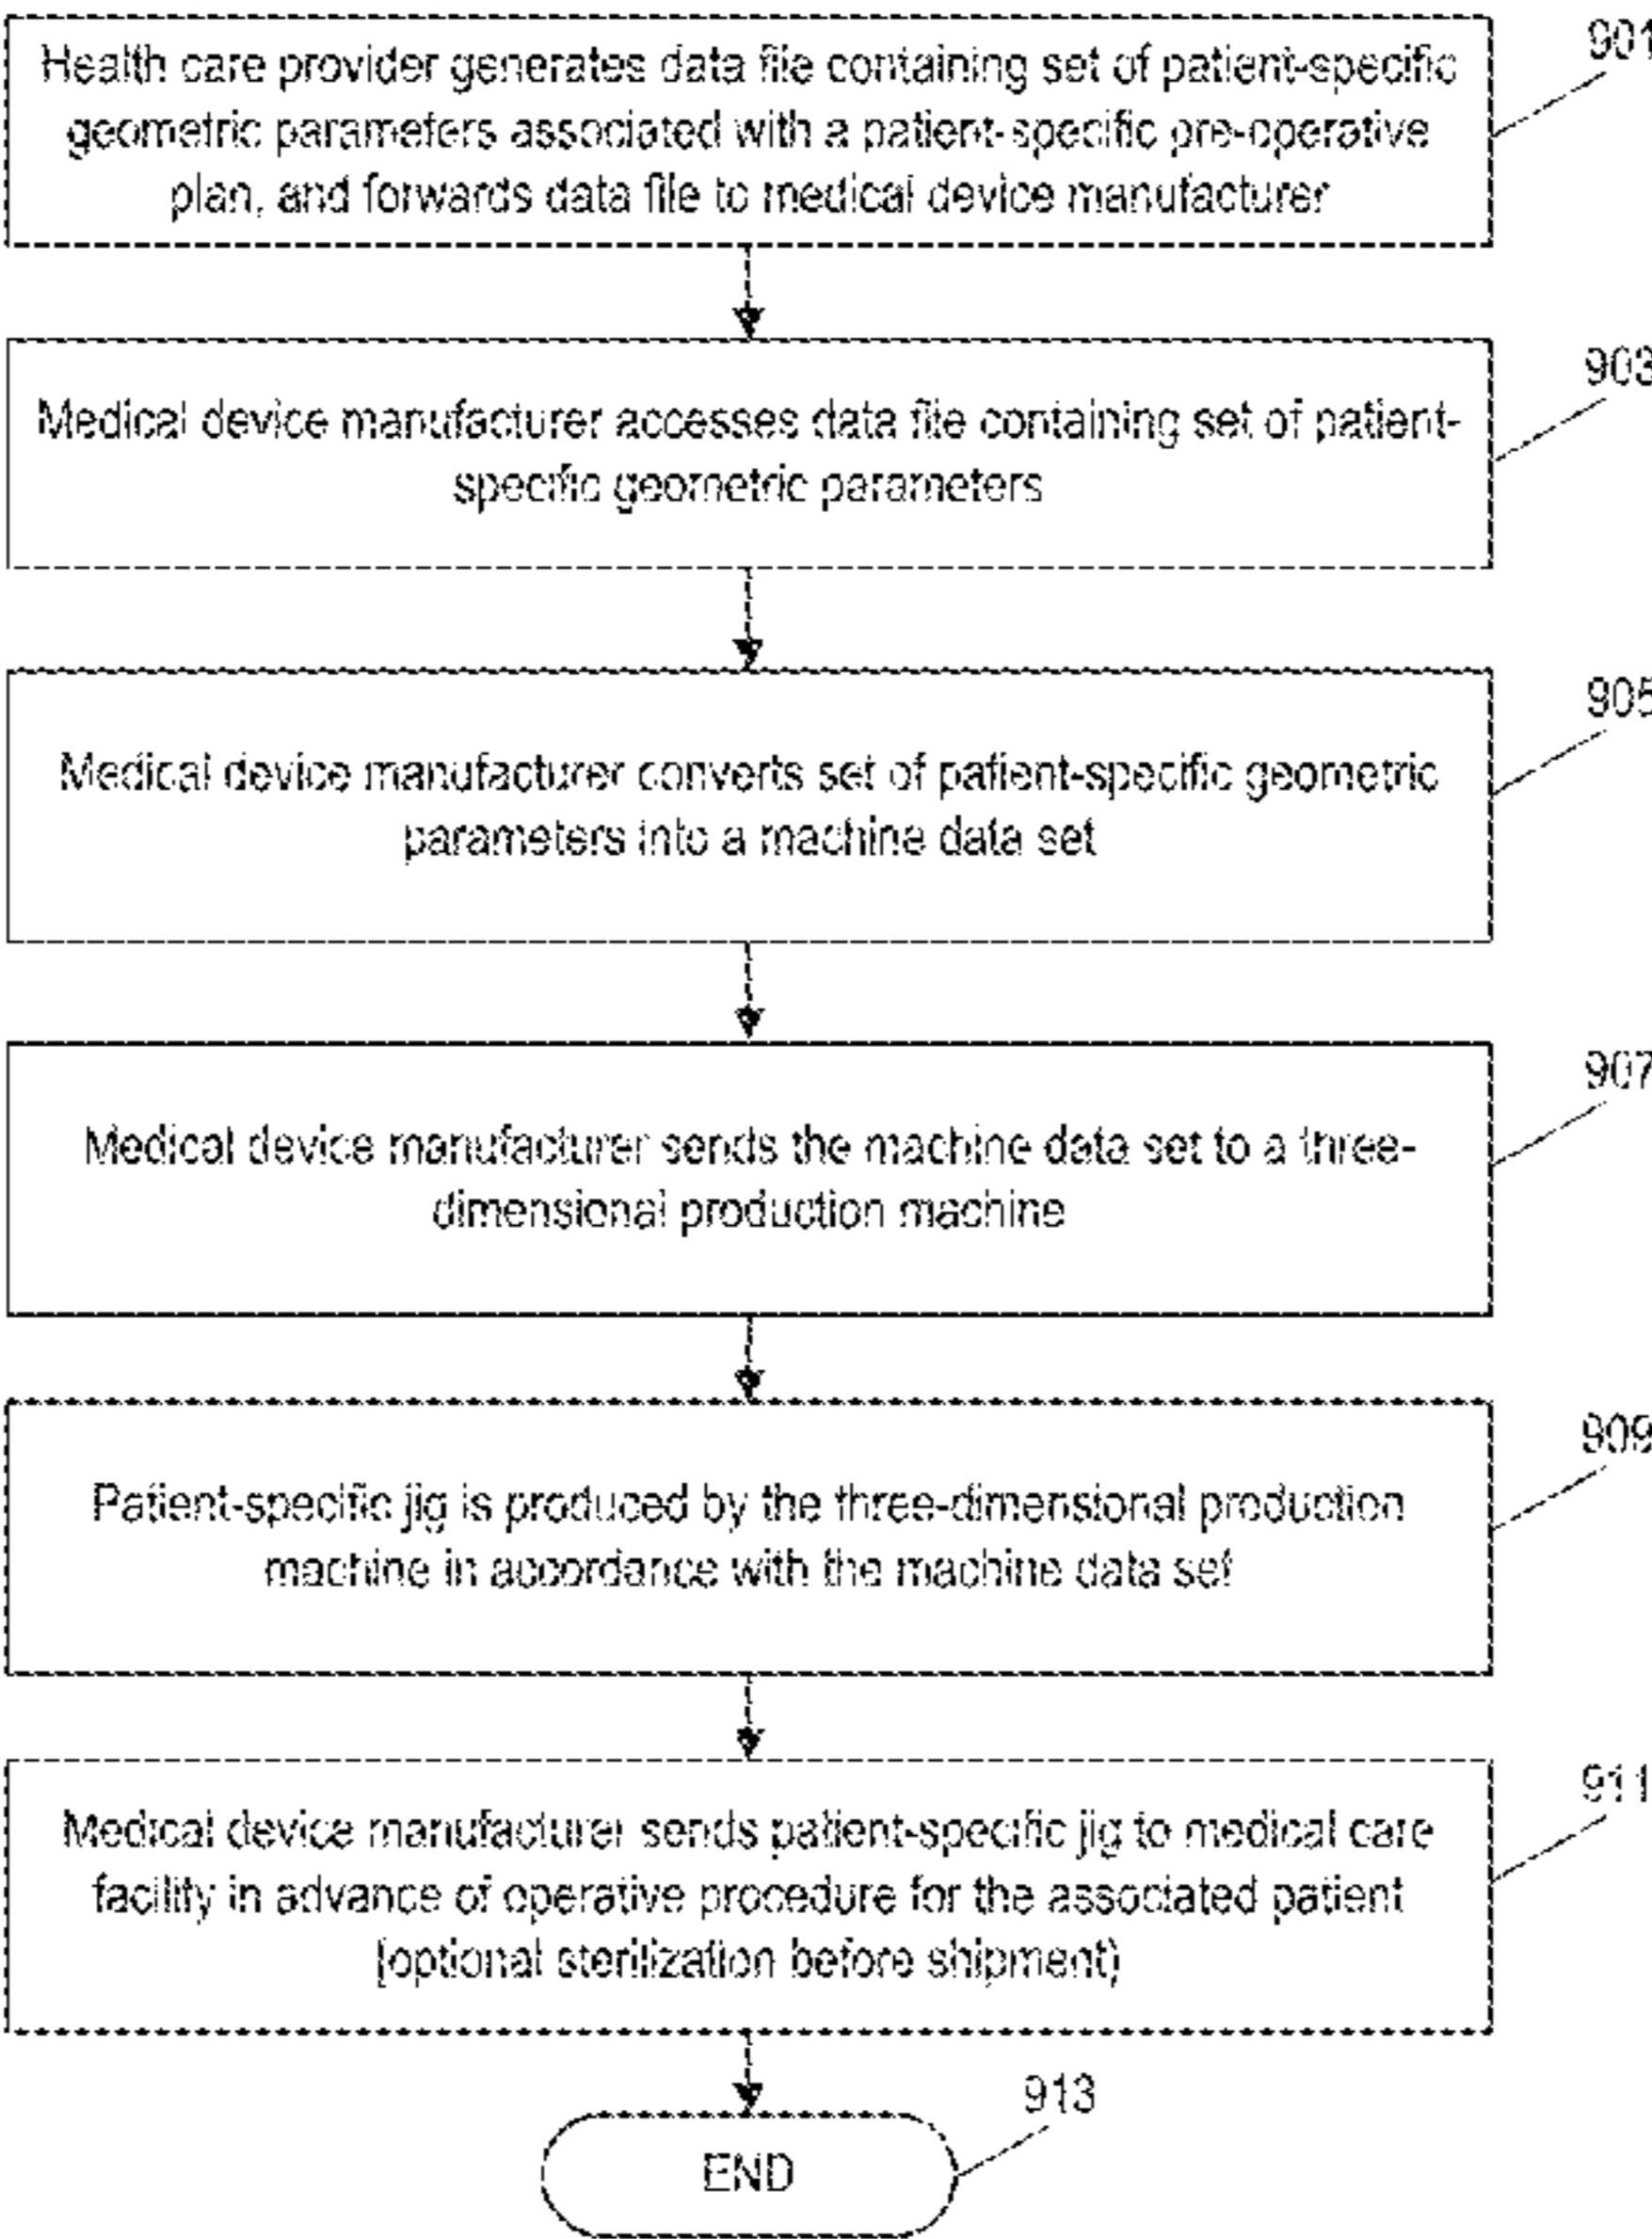 Health care provider generates data file containing set of patient-specific
geometric parameters associated with a patient-specific pre-operative
plan, and forwards data file to medical device manufacturer
901
Medical device manufacturer accesses data file containing set of patient-
specific geometric parameters
903
Medical device manufacturer converts set of patient-specific geometric
parameters into a machine data set
905
Medical device manufacturer sends the machine data set to a three-
dimensional production machine
907
Patient-specific jig is produced by the three-dimensional production
machine in accordance with the machine data set
909
Medical device manufacturer sends patient-specific jig to medical care
facility in advance of operative procedure for the associated patient
(optional sterilization before shipment)
911
END
913